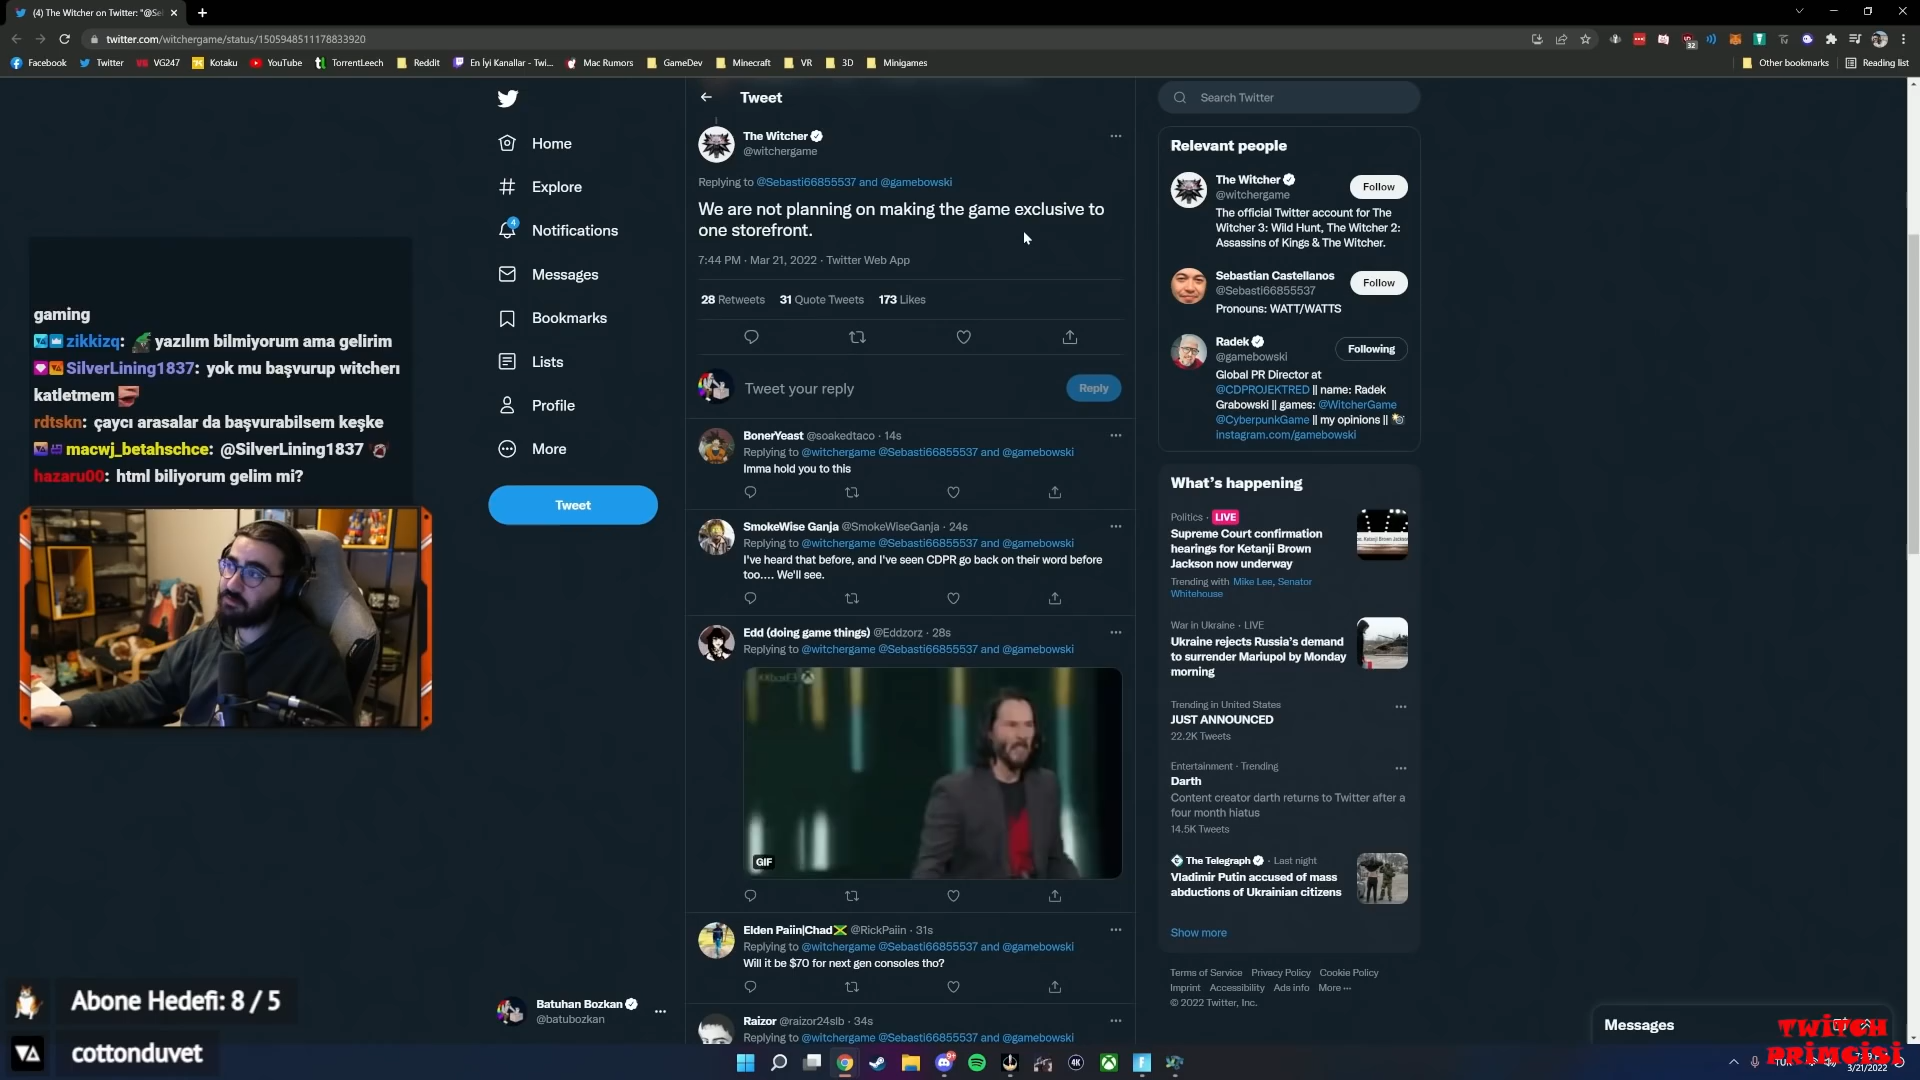 (4) The Witcher on Twitter: "@Se
twitter.com/witchergame/status/1505948511178833920
Facebook
Twitter
VG247
Kotaku
YouTube
TorrentLeech
Reddit
En İyi Kanallar - Twi...
Mac Rumors
GameDev
Minecraft
VR
3D
Minigames
Other bookmarks
Reading list
Home
Explore
4
Notifications
Messages
Bookmarks
Lists
Profile
More
Tweet
Batuhan Bozkan
@batubozkan
Tweet
The Witcher
@witchergame
Replying to @Sebasti66855537 and @gamebowski
We are not planning on making the game exclusive to
one storefront.
7:44 PM · Mar 21, 2022 · Twitter Web App
28 Retweets 31 Quote Tweets 173 Likes
Tweet your reply
Reply
BonerYeast @soakedtaco · 14s
Replying to @witchergame @Sebasti66855537 and @gamebowski
Imma hold you to this
SmokeWise Ganja @SmokeWiseGanja · 24s
Replying to @witchergame @Sebasti66855537 and @gamebowski
I've heard that before, and I've seen CDPR go back on their word before
too.... We'll see.
Edd (doing game things) @Eddzorz · 28s
Replying to @witchergame @Sebasti66855537 and @gamebowski
GIF
Elden Paiin|Chad @RickPaiin · 31s
Replying to @witchergame @Sebasti66855537 and @gamebowski
Will it be $70 for next gen consoles tho?
Raizor @raizor24slb · 34s
Replying to @witchergame @Sebasti66855537 and @gamebowski
Search Twitter
Relevant people
The Witcher
@witchergame
Follow
The official Twitter account for The
Witcher 3: Wild Hunt, The Witcher 2:
Assassins of Kings & The Witcher.
Sebastian Castellanos
@Sebasti66855537
Follow
Pronouns: WATT/WATTS
Radek
@gamebowski
Following
Global PR Director at
@CDPROJEKTRED || name: Radek
Grabowski || games: @WitcherGame
@CyberpunkGame || my opinions ||
instagram.com/gamebowski
What's happening
Politics · LIVE
Supreme Court confirmation
hearings for Ketanji Brown
Jackson now underway
Trending with Mike Lee, Senator
Whitehouse
War in Ukraine · LIVE
Ukraine rejects Russia's demand
to surrender Mariupol by Monday
morning
Trending in United States
JUST ANNOUNCED
22.2K Tweets
Entertainment · Trending
Darth
Content creator darth returns to Twitter after a
four month hiatus
14.5K Tweets
The Telegraph · Last night
Vladimir Putin accused of mass
abductions of Ukrainian citizens
Show more
Terms of Service Privacy Policy Cookie Policy
Imprint Accessibility Ads info More ···
© 2022 Twitter, Inc.
Messages
gaming
zikkizq: yazılım bilmiyorum ama gelirim
SilverLining1837: yok mu başvurup witcherı
katletmem
rdtskn: çaycı arasalar da başvurabilsem keşke
macwj_betahschce: @SilverLining1837
hazaru00: html biliyorum gelim mi?
Abone Hedefi: 8 / 5
cottonduvet
TWİTCH
PRİMCİSİ
3/21/2022